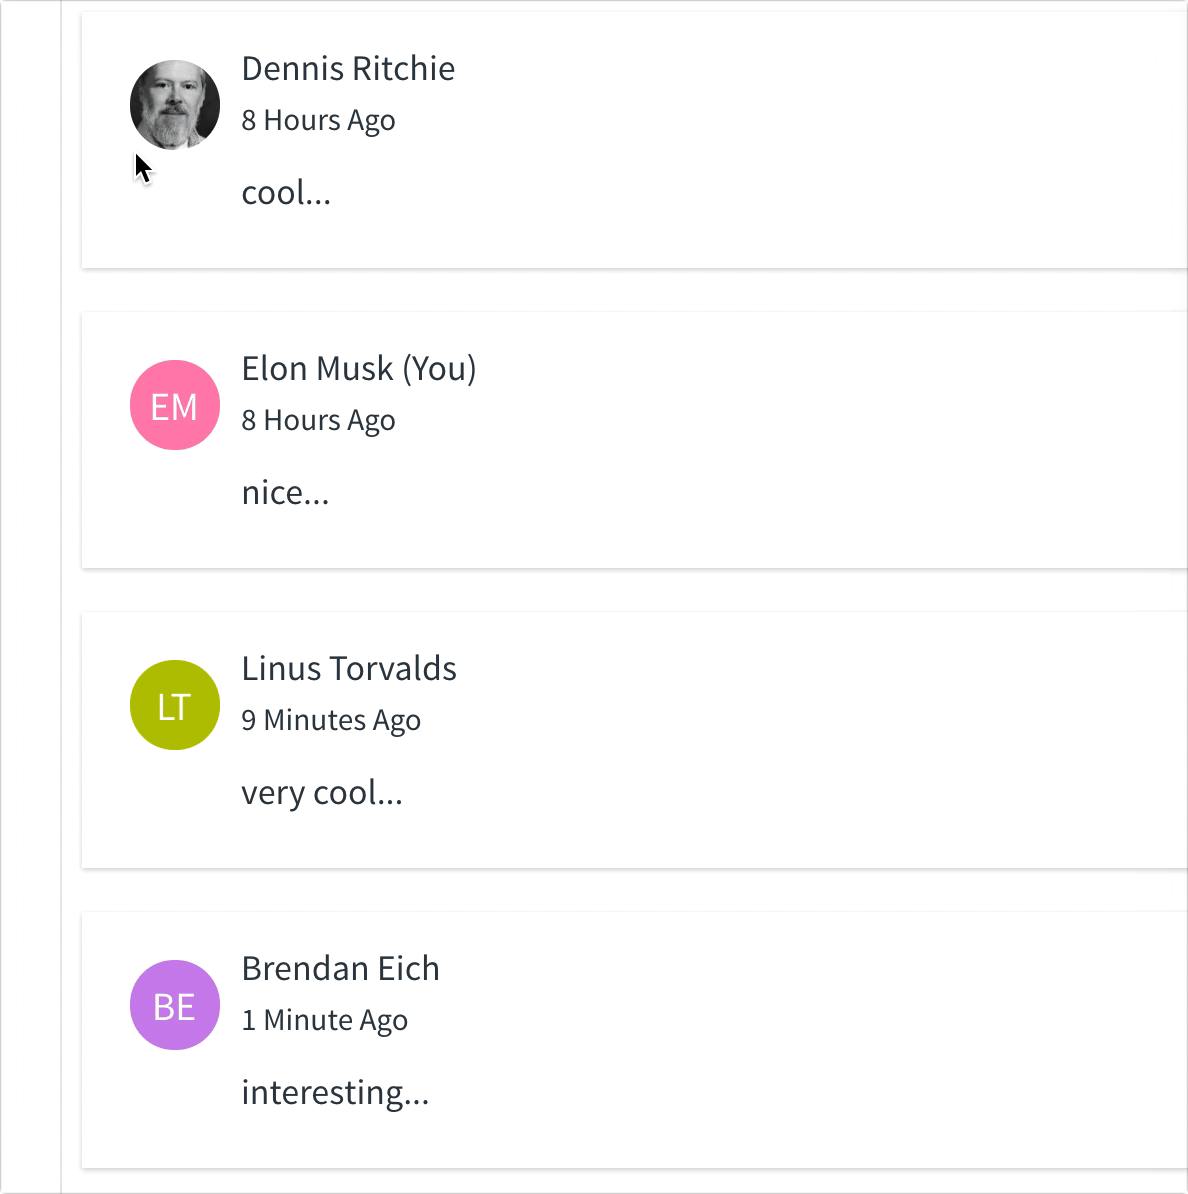 Dennis Ritchie
8 Hours Ago
cool...
EM
Elon Musk (You)
8 Hours Ago
nice...
LT
Linus Torvalds
9 Minutes Ago
very cool...
BE
Brendan Eich
1 Minute Ago
interesting...